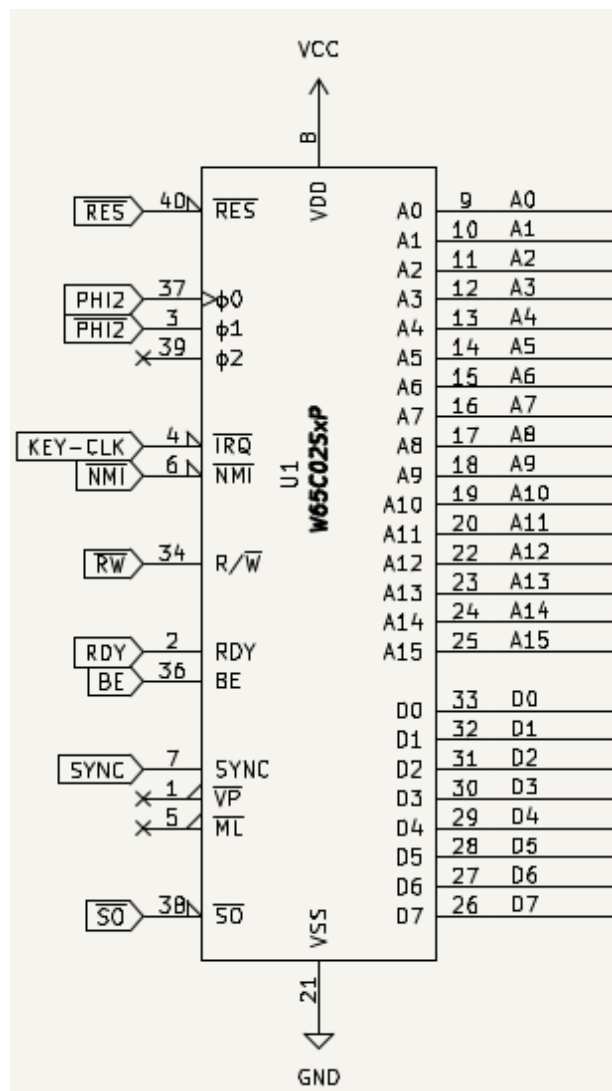 VCC
8
VDD
RES 40 RES
PHI2 37 ϕ0
PHI2 3 ϕ1
39 ϕ2
KEY-CLK 4 IRQ
NMI 6 NMI
RW 34 R/W
RDY 2 RDY
BE 36 BE
SYNC 7 SYNC
1 VP
5 ML
SO 38 SO
U1
W65C02SxP
A0 9 A0
A1 10 A1
A2 11 A2
A3 12 A3
A4 13 A4
A5 14 A5
A6 15 A6
A7 16 A7
A8 17 A8
A9 18 A9
A10 19 A10
A11 20 A11
A12 22 A12
A13 23 A13
A14 24 A14
A15 25 A15
D0 33 D0
D1 32 D1
D2 31 D2
D3 30 D3
D4 29 D4
D5 28 D5
D6 27 D6
D7 26 D7
VSS
21
GND